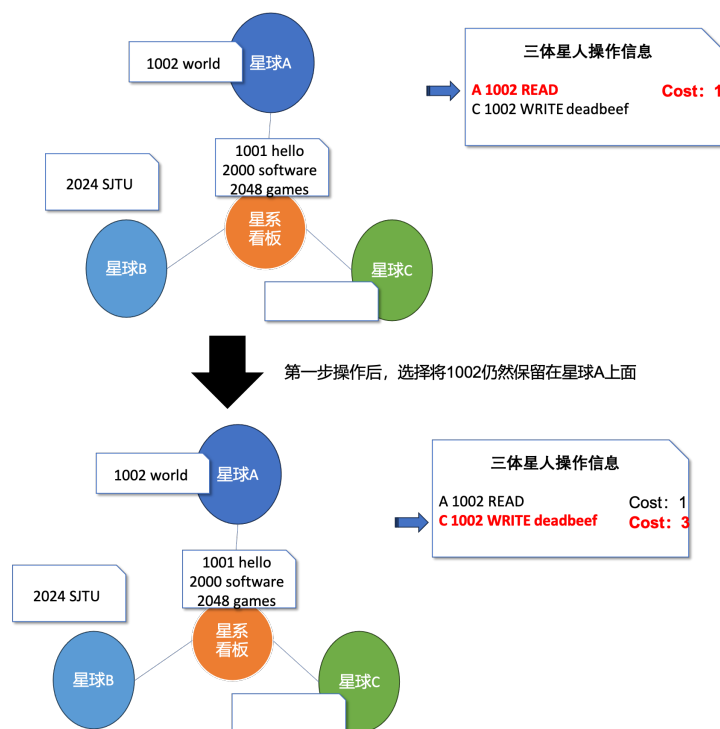 1002 world
星球A
三体星人操作信息
A 1002 READ Cost：1
C 1002 WRITE deadbeef
1001 hello
2000 software
2048 games
2024 SJTU
星系
看板
星球B
星球C
第一步操作后，选择将1002仍然保留在星球A上面
1002 world
星球A
三体星人操作信息
A 1002 READ Cost：1
C 1002 WRITE deadbeef Cost：3
1001 hello
2000 software
2048 games
2024 SJTU
星系
看板
星球B
星球C